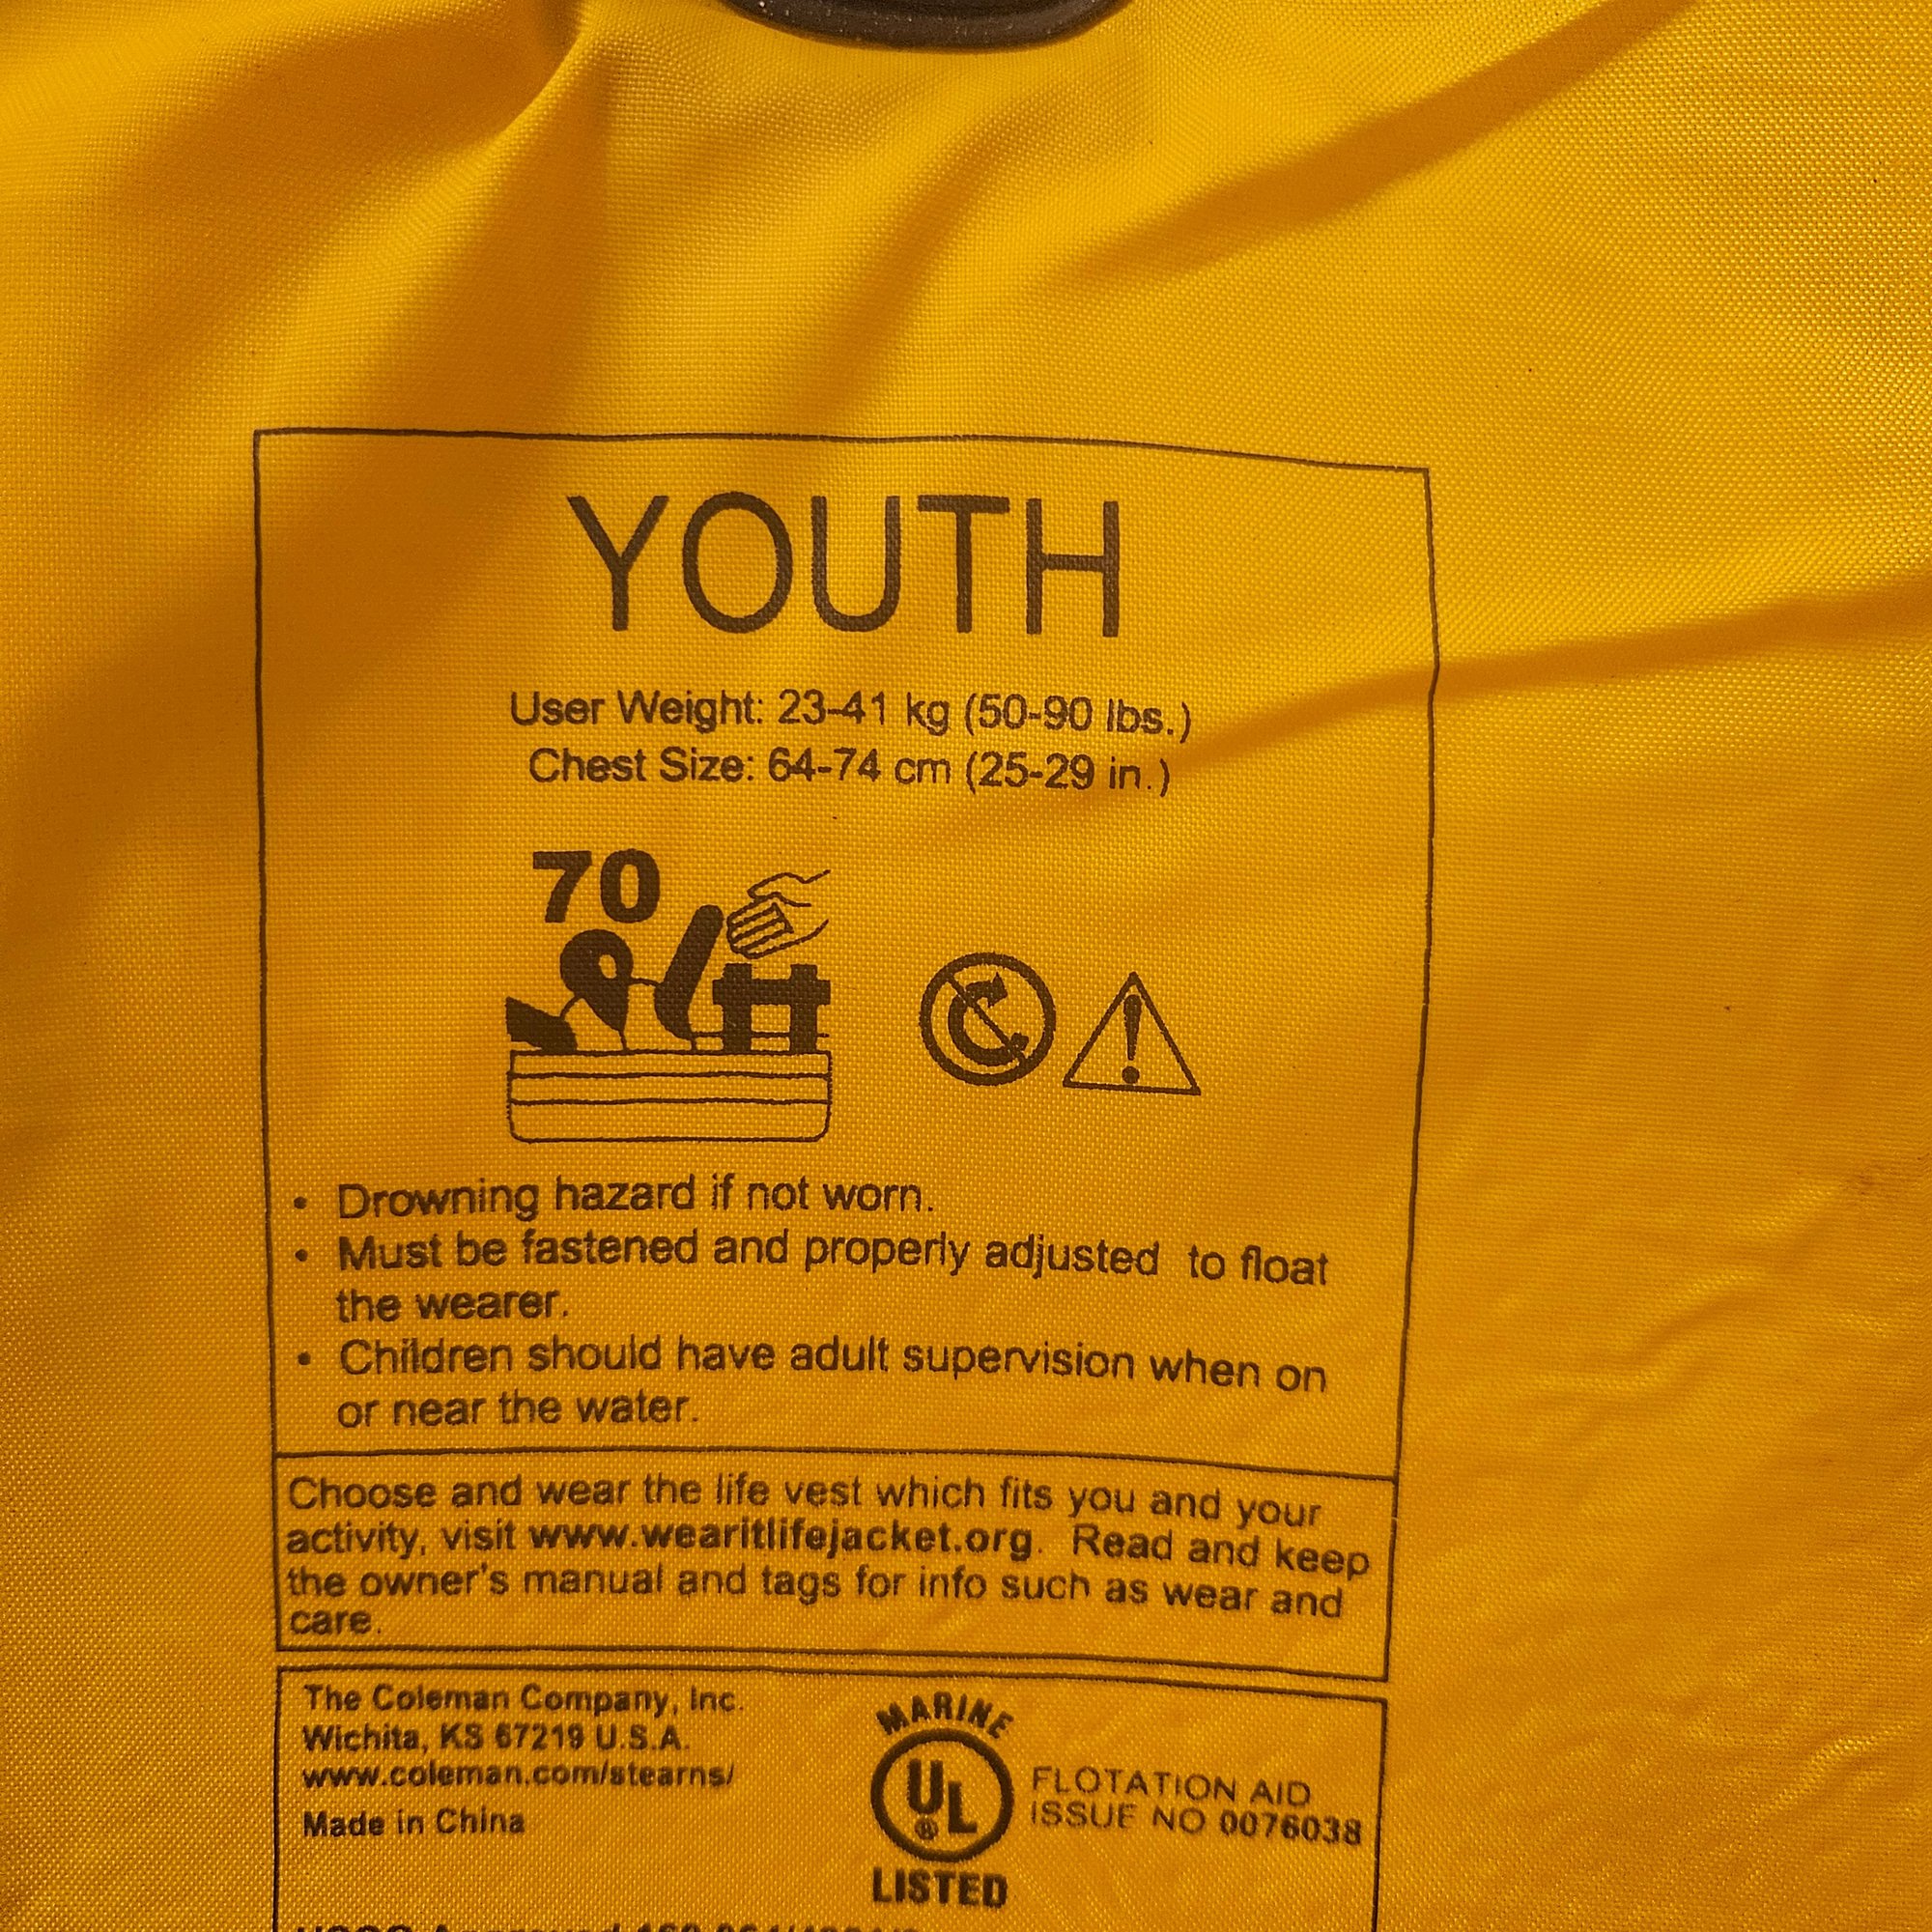 YOUTH
User Weight: 23-41 kg (50-90 lbs.)
Chest Size: 64-74 cm (25-29 in.)
70
• Drowning hazard if not worn.
• Must be fastened and properly adjusted to float
the wearer.
• Children should have adult supervision when on
or near the water.
Choose and wear the life vest which fits you and your
activity, visit www.wearitlifejacket.org. Read and keep
the owner's manual and tags for info such as wear and
care.
The Coleman Company, Inc.
Wichita, KS 67219 U.S.A.
www.coleman.com/stearns/
Made in China
MARINE
UL
®
LISTED
FLOTATION AID
ISSUE NO 0076038